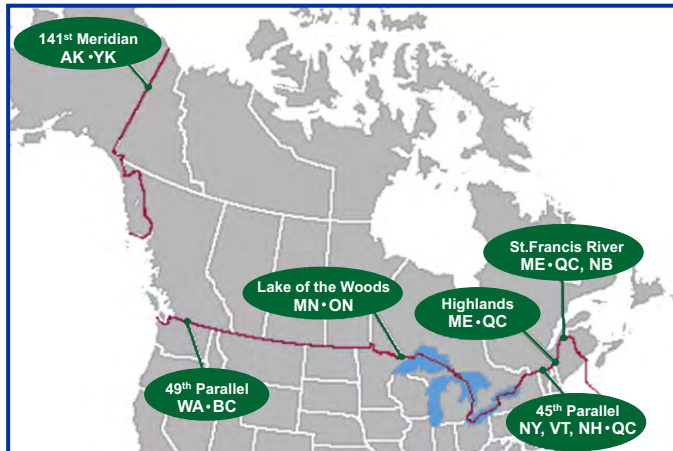 141st Meridian
AK•YK
St.Francis River
ME•QC, NB
Lake of the Woods
MN•ON
Highlands
ME•QC
49th Parallel
WA•BC
45th Parallel
NY, VT, NH•QC